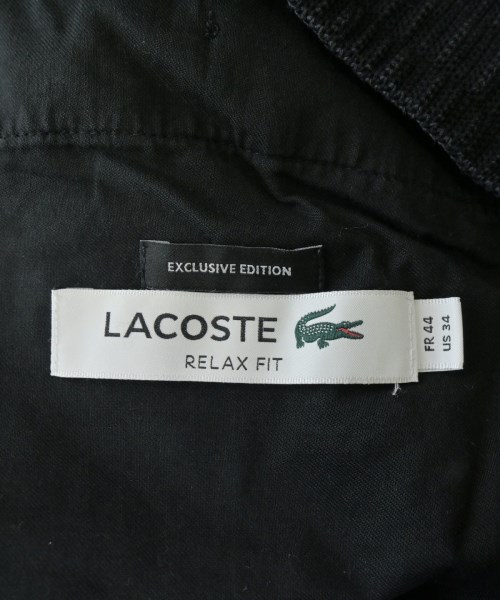 EXCLUSIVE EDITION
LACOSTE
RELAX FIT
FR 44
US 34